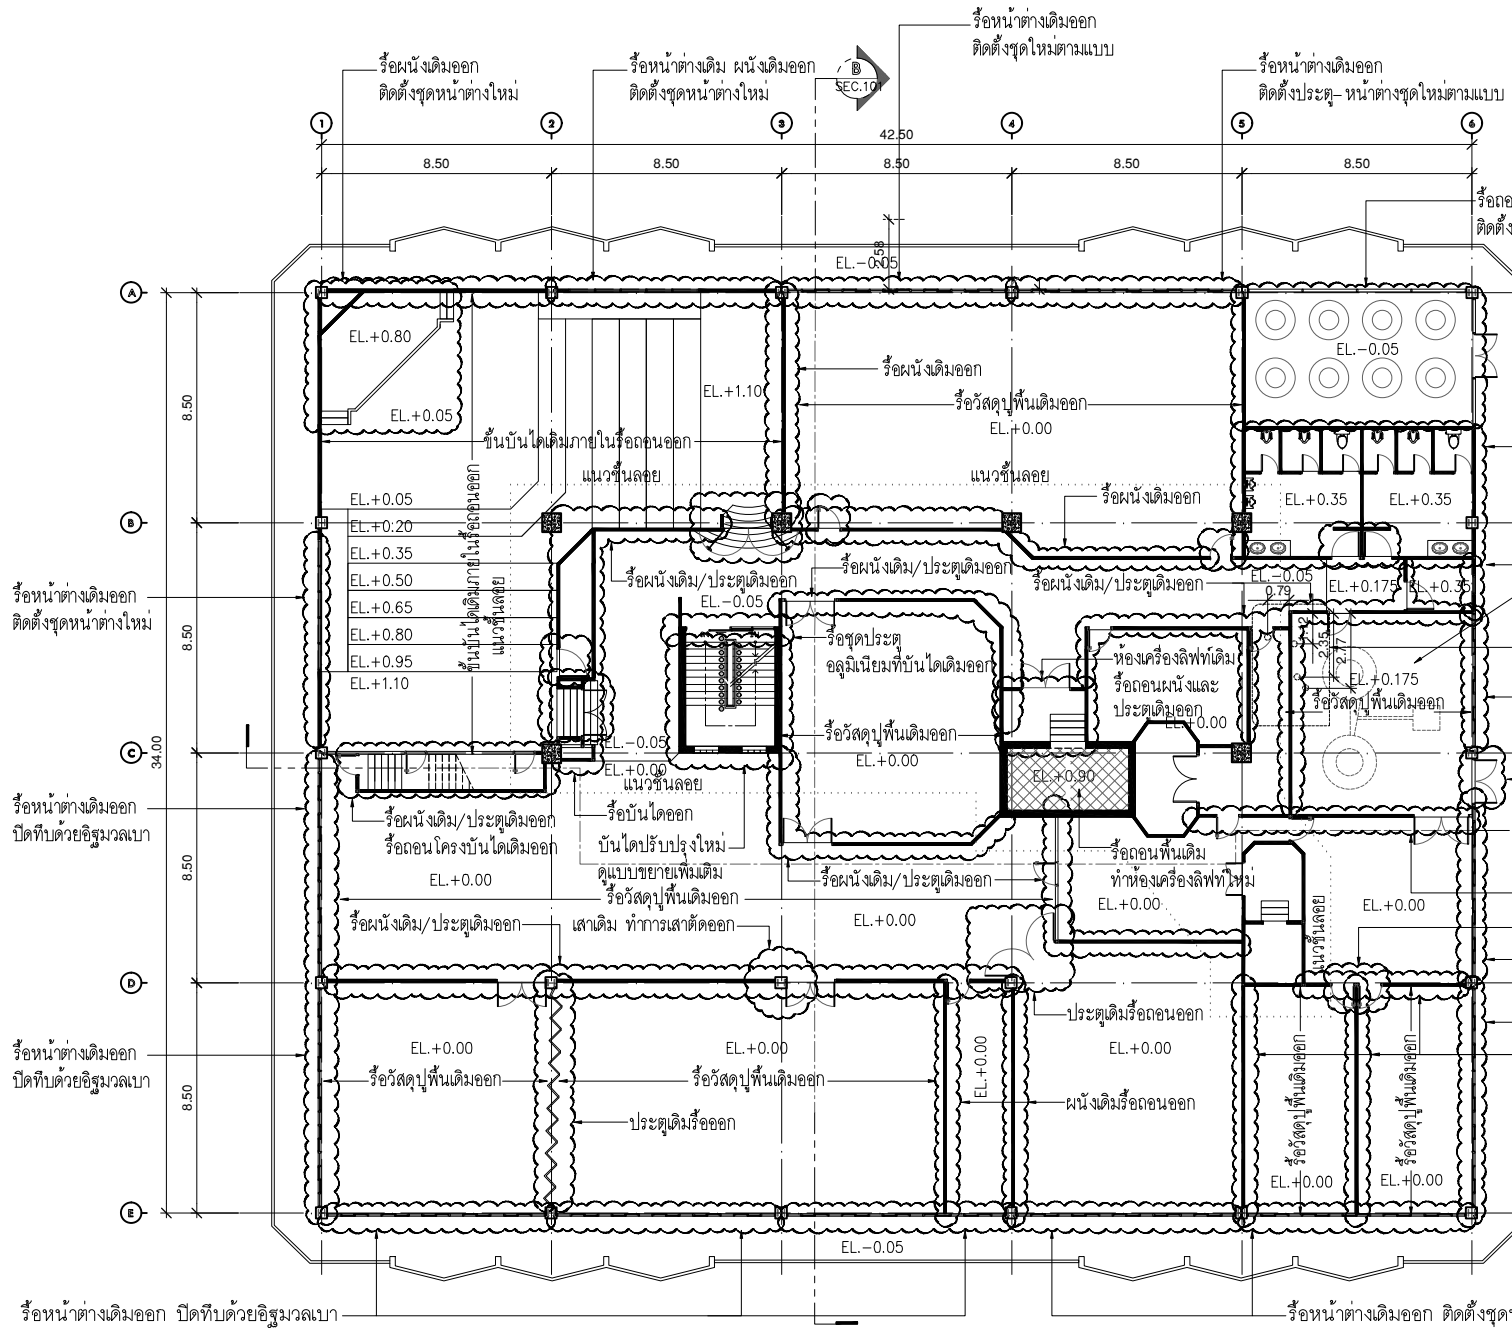 รื้อหน้าต่างเดิมออก
ติดตั้งชุดใหม่ตามแบบ
รื้อผนังเดิมออก
ติดตั้งชุดหน้าต่างใหม่
รื้อหน้าต่างเดิม ผนังเดิมออก
ติดตั้งชุดหน้าต่างใหม่
B
SEC.101
รื้อหน้าต่างเดิมออก
ติดตั้งประตู-หน้าต่างชุดใหม่ตามแบบ
1
2
3
4
5
6
42.50
8.50
8.50
8.50
8.50
8.50
EL.-0.05
2.58
A
B
C
D
E
34.00
8.50
8.50
8.50
8.50
EL.+0.80
EL.+0.05
EL.+1.10
ขั้นบันไดเดิมภายในรื้อถอนออก
แนวชั้นลอย
ขั้นบันไดเดิมภายในรื้อถอนออก
แนวชั้นลอย
รื้อผนังเดิมออก
รื้อวัสดุปูพื้นเดิมออก
EL.+0.00
แนวชั้นลอย
รื้อผนังเดิมออก
EL.-0.05
EL.+0.35
EL.+0.35
EL.+0.05
EL.+0.20
EL.+0.35
EL.+0.50
EL.+0.65
EL.+0.80
EL.+0.95
EL.+1.10
รื้อหน้าต่างเดิมออก
ติดตั้งชุดหน้าต่างใหม่
รื้อผนังเดิม/ประตูเดิมออก
EL.-0.05
รื้อผนังเดิม/ประตูเดิมออก
รื้อผนังเดิม/ประตูเดิมออก
EL.-0.05
0.79
EL.+0.175
EL.+0.35
รื้อชุดประตู
อลูมิเนียมที่บันไดเดิมออก
ห้องเครื่องลิฟท์เดิม
รื้อถอนผนังและ
ประตูเดิมออก
EL.+0.00
2.35
EL.+0.175
รื้อวัสดุปูพื้นเดิมออก
รื้อวัสดุปูพื้นเดิมออก
EL.+0.00
EL.-0.05
EL.+0.00
แนวชั้นลอย
EL.+0.90
รื้อหน้าต่างเดิมออก
ปิดทึบด้วยอิฐมวลเบา
รื้อผนังเดิม/ประตูเดิมออก
รื้อถอนโครงบันไดเดิมออก
รื้อบันไดออก
บันไดปรับปรุงใหม่
ดูแบบขยายเพิ่มเติม
EL.+0.00
รื้อวัสดุปูพื้นเดิมออก
รื้อผนังเดิม/ประตูเดิมออก
รื้อถอนพื้นเดิม
ทำห้องเครื่องลิฟท์ใหม่
EL.+0.00
EL.+0.00
แนวชั้นลอย
รื้อผนังเดิม/ประตูเดิมออก
เสาเดิม ทำการเสาตัดออก
EL.+0.00
ประตูเดิมรื้อถอนออก
รื้อหน้าต่างเดิมออก
ปิดทึบด้วยอิฐมวลเบา
EL.+0.00
รื้อวัสดุปูพื้นเดิมออก
EL.+0.00
รื้อวัสดุปูพื้นเดิมออก
ประตูเดิมรื้อออก
EL.+0.00
EL.+0.00
ผนังเดิมรื้อถอนออก
รื้อวัสดุปูพื้นเดิมออก
EL.+0.00
รื้อวัสดุปูพื้นเดิมออก
EL.+0.00
EL.-0.05
รื้อหน้าต่างเดิมออก ปิดทึบด้วยอิฐมวลเบา
รื้อหน้าต่างเดิมออก